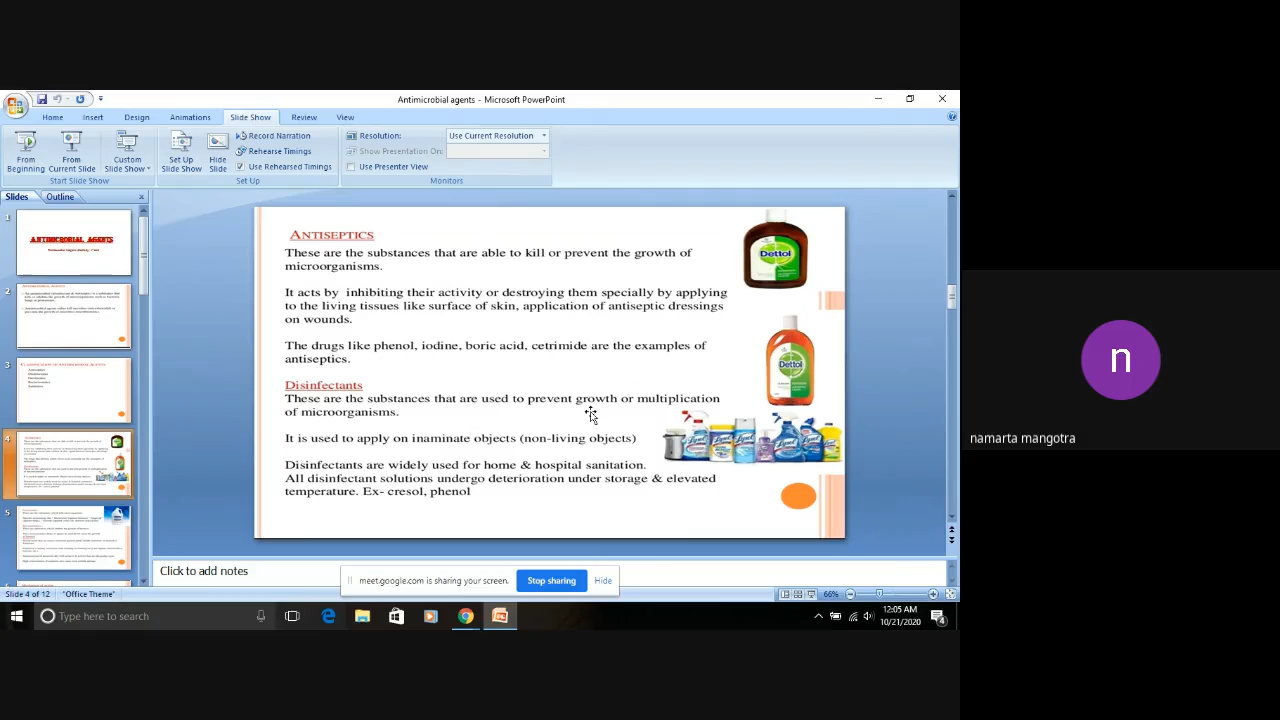 Antimicrobial agents - Microsoft PowerPoint
Home Insert Design Animations Slide Show Review View
From Beginning
From Current Slide
Custom Slide Show
Set Up Slide Show
Hide Slide
Record Narration
Rehearse Timings
Use Rehearsed Timings
Resolution: Use Current Resolution
Show Presentation On:
Use Presenter View
Start Slide Show Set Up Monitors
Slides Outline
1
ANTIMICROBIAL AGENTS
2
3
4
5
ANTISEPTICS
These are the substances that are able to kill or prevent the growth of
microorganisms.
It acts by inhibiting their activity or destroying them specially by applying
to the living tissues like surface of skin, application of antiseptic dressings
on wounds.
The drugs like phenol, iodine, boric acid, cetrimide are the examples of
antiseptics.
Disinfectants
These are the substances that are used to prevent growth or multiplication
of microorganisms.
It is used to apply on inamimate objects (non-living objects)
Disinfectants are widely used for home & hospital sanitation.
All disinfectant solutions undergo deterioration under storage & elevated
temperature. Ex- cresol, phenol
Dettol
Dettol
Click to add notes
meet.google.com is sharing your screen. Stop sharing Hide
Slide 4 of 12 "Office Theme" 66%
Type here to search
12:05 AM
10/21/2020
4
n
namarta mangotra